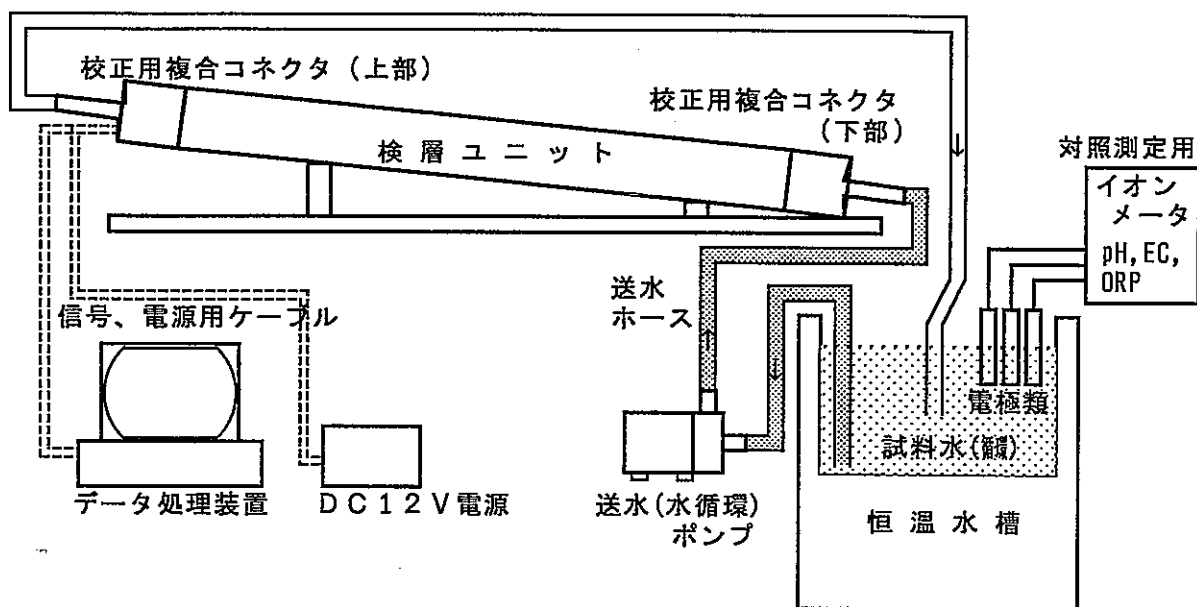 校正用複合コネクタ（上部）
校正用複合コネクタ
（下部）
検層ユニット
対照測定用
イオン
メータ
pH, EC,
ORP
送水
ホース
信号、電源用ケーブル
電極類
試料水(循環)
データ処理装置
DC12V電源
送水(水循環)
ポンプ
恒温水槽